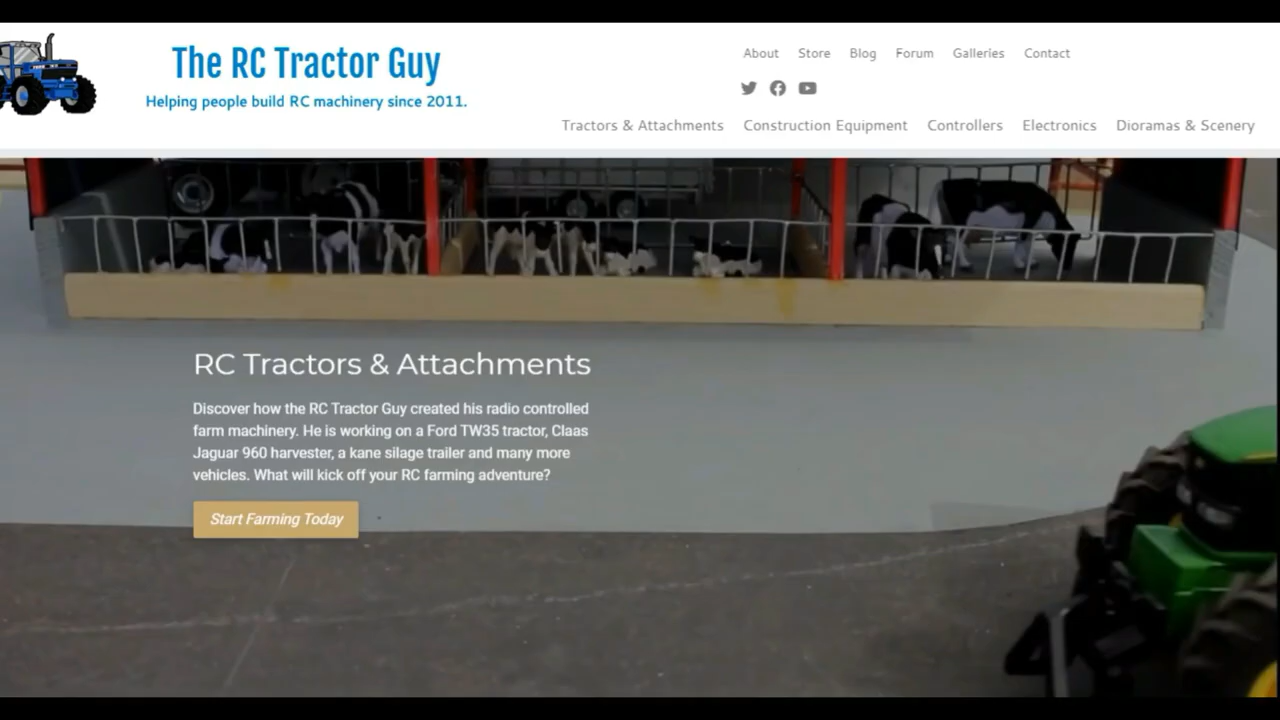 The RC Tractor Guy
Helping people build RC machinery since 2011.
About Store Blog Forum Galleries Contact
Tractors & Attachments Construction Equipment Controllers Electronics Dioramas & Scenery
RC Tractors & Attachments
Discover how the RC Tractor Guy created his radio controlled
farm machinery. He is working on a Ford TW35 tractor, Claas
Jaguar 960 harvester, a kane silage trailer and many more
vehicles. What will kick off your RC farming adventure?
Start Farming Today